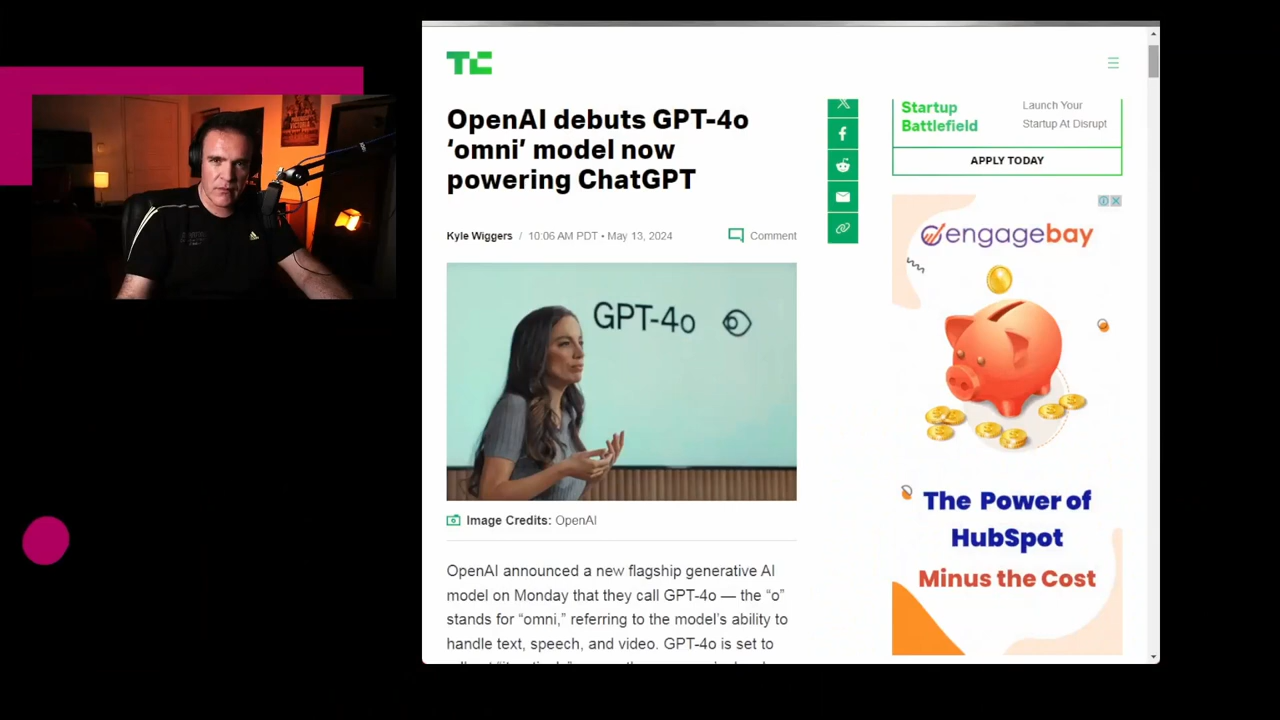 TC
OpenAI debuts GPT-4o
‘omni’ model now
powering ChatGPT
Kyle Wiggers / 10:06 AM PDT • May 13, 2024
Comment
GPT-4o
Image Credits: OpenAI
OpenAI announced a new flagship generative AI
model on Monday that they call GPT-4o — the “o”
stands for “omni,” referring to the model’s ability to
handle text, speech, and video. GPT-4o is set to
Startup
Battlefield
Launch Your
Startup At Disrupt
APPLY TODAY
engagebay
The Power of
HubSpot
Minus the Cost